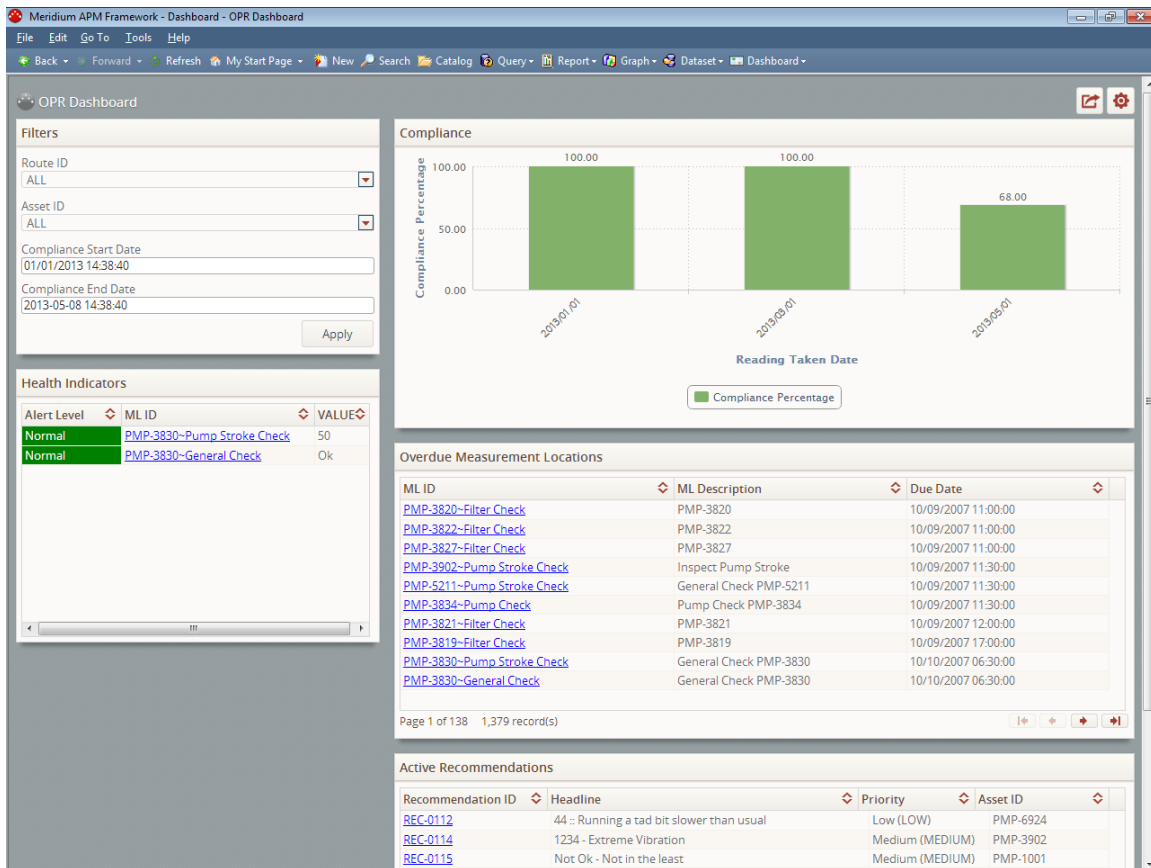 Meridium APM Framework - Dashboard - OPR Dashboard
File Edit Go To Tools Help
Back Forward Refresh My Start Page New Search Catalog Query Report Graph Dataset Dashboard
OPR Dashboard
Filters
Route ID
ALL
Asset ID
ALL
Compliance Start Date
01/01/2013 14:38:40
Compliance End Date
2013-05-08 14:38:40
Apply
Health Indicators
Alert Level ML ID VALUE
Normal PMP-3830~Pump Stroke Check 50
Normal PMP-3830~General Check Ok
Compliance
Compliance Percentage
100.00
50.00
0.00
100.00 100.00 68.00
2013/01/01 2013/03/01 2013/05/01
Reading Taken Date
Compliance Percentage
Overdue Measurement Locations
ML ID ML Description Due Date
PMP-3820~Filter Check PMP-3820 10/09/2007 11:00:00
PMP-3822~Filter Check PMP-3822 10/09/2007 11:00:00
PMP-3827~Filter Check PMP-3827 10/09/2007 11:00:00
PMP-3902~Pump Stroke Check Inspect Pump Stroke 10/09/2007 11:30:00
PMP-5211~Pump Stroke Check General Check PMP-5211 10/09/2007 11:30:00
PMP-3834~Pump Check Pump Check PMP-3834 10/09/2007 11:30:00
PMP-3821~Filter Check PMP-3821 10/09/2007 12:00:00
PMP-3819~Filter Check PMP-3819 10/09/2007 17:00:00
PMP-3830~Pump Stroke Check General Check PMP-3830 10/10/2007 06:30:00
PMP-3830~General Check General Check PMP-3830 10/10/2007 06:30:00
Page 1 of 138 1,379 record(s)
Active Recommendations
Recommendation ID Headline Priority Asset ID
REC-0112 44 :: Running a tad bit slower than usual Low (LOW) PMP-6924
REC-0114 1234 - Extreme Vibration Medium (MEDIUM) PMP-3902
REC-0115 Not Ok - Not in the least Medium (MEDIUM) PMP-1001